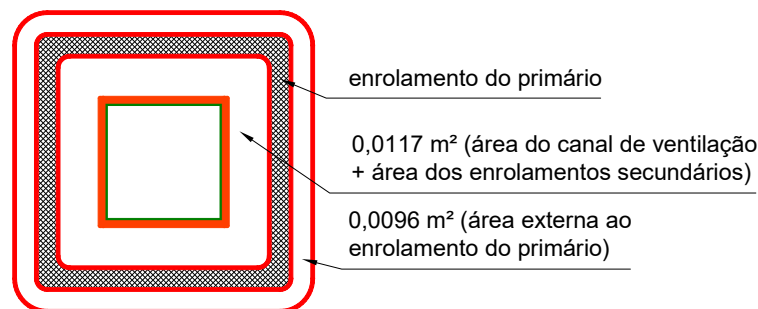 enrolamento do primário
0,0117 m² (área do canal de ventilação
+ área dos enrolamentos secundários)
0,0096 m² (área externa ao
enrolamento do primário)